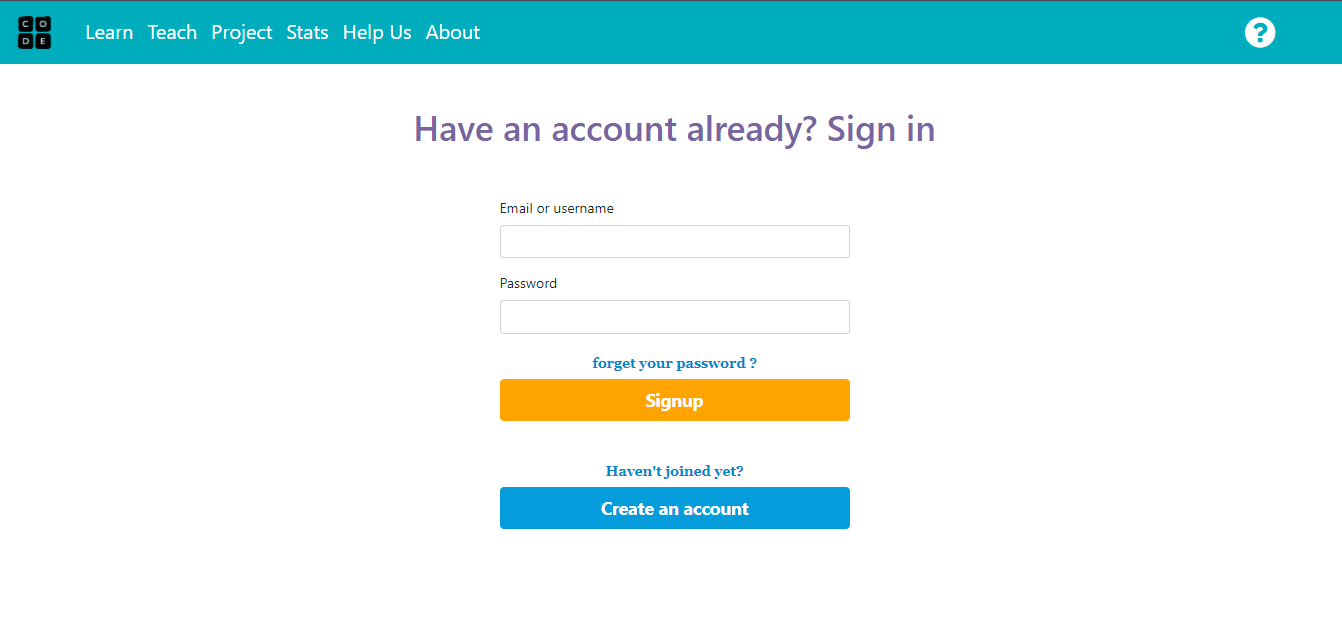 C O
D E
Learn Teach Project Stats Help Us About
?
Have an account already? Sign in
Email or username
Password
forget your password ?
Signup
Haven't joined yet?
Create an account